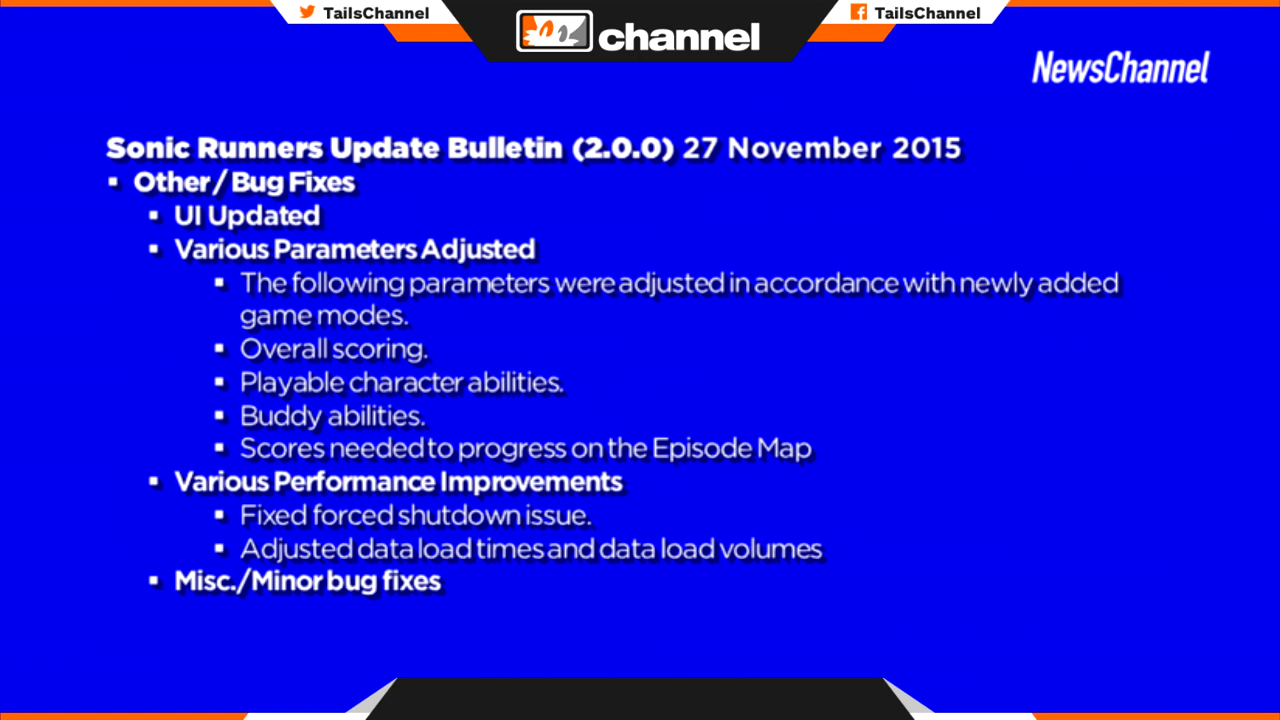 TailsChannel
channel
TailsChannel
NewsChannel
Sonic Runners Update Bulletin (2.0.0) 27 November 2015
▪ Other / Bug Fixes
▪ UI Updated
▪ Various Parameters Adjusted
▪ The following parameters were adjusted in accordance with newly added
game modes.
▪ Overall scoring.
▪ Playable character abilities.
▪ Buddy abilities.
▪ Scores needed to progress on the Episode Map
▪ Various Performance Improvements
▪ Fixed forced shutdown issue.
▪ Adjusted data load times and data load volumes
▪ Misc./Minor bug fixes